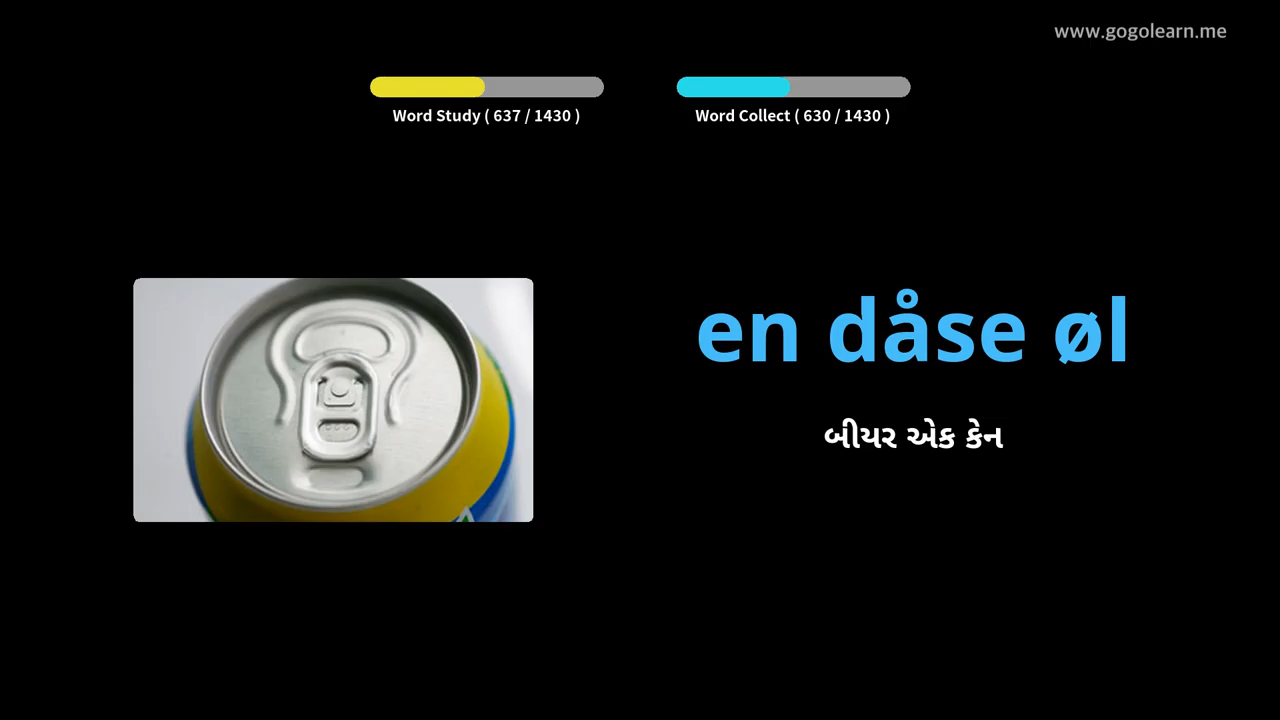 www.gogolearn.me
Word Study ( 637 / 1430 )
Word Collect ( 630 / 1430 )
en dåse øl
બીયર એક કેન